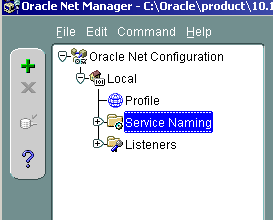 Oracle Net Manager - C:\Oracle\product\10.1
File Edit Command Help
Oracle Net Configuration
Local
Profile
Service Naming
Listeners